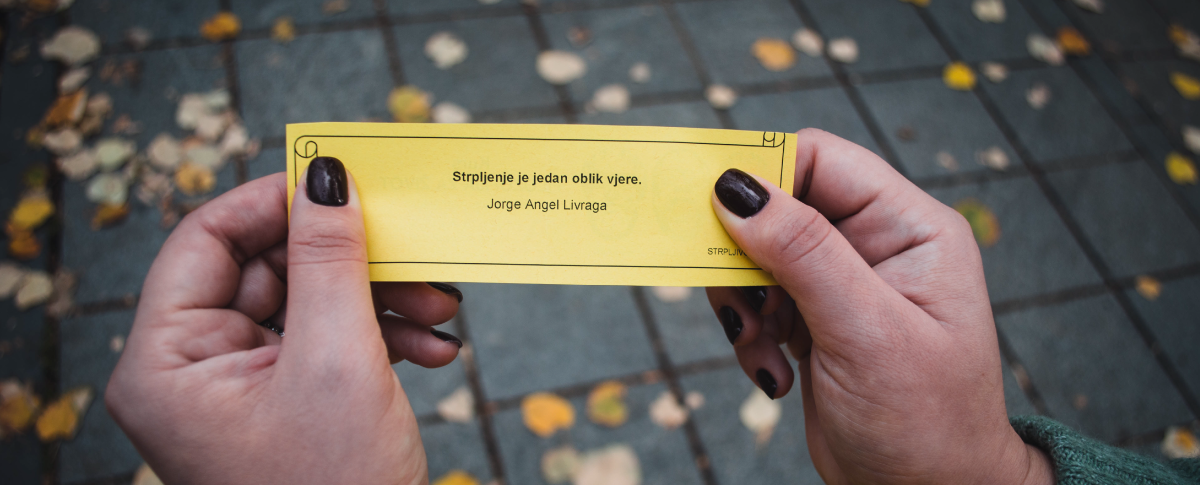 Strpljenje je jedan oblik vjere.
Jorge Angel Livraga